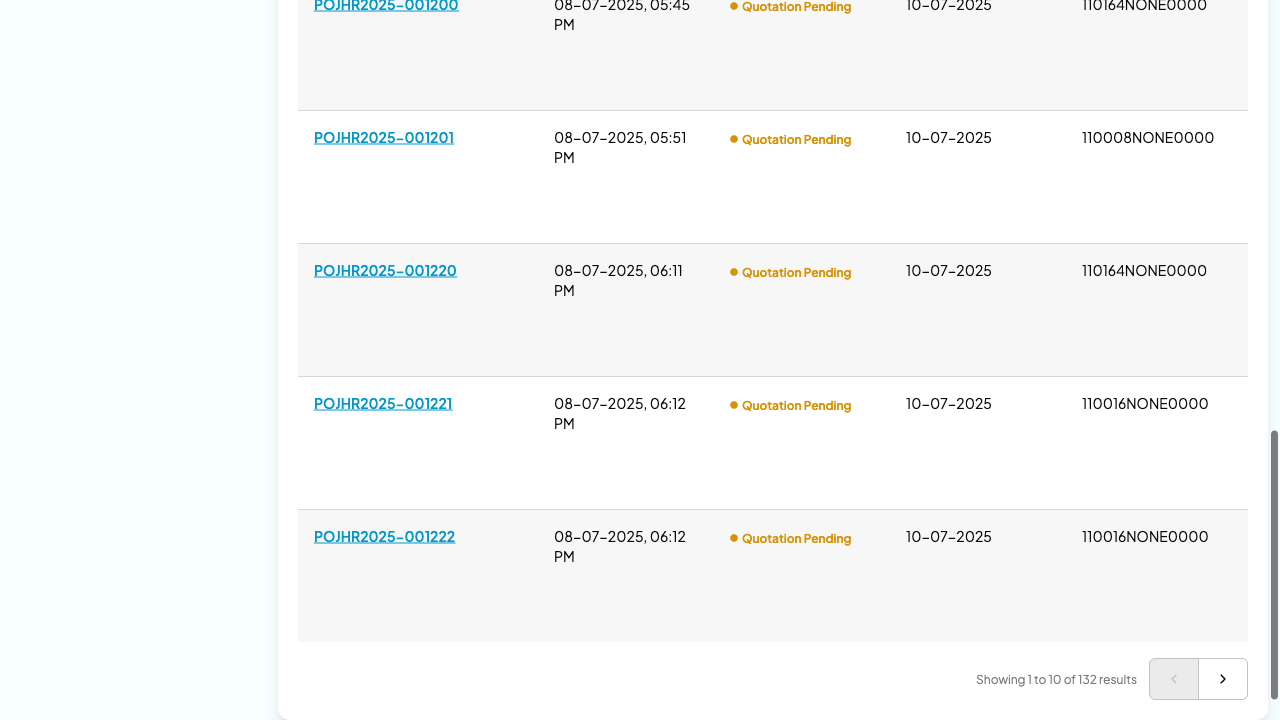 POJHR2025-001200 08-07-2025, 05:45 Quotation Pending 10-07-2025 110164NONE0000
PM
POJHR2025-001201 08-07-2025, 05:51 Quotation Pending 10-07-2025 110008NONE0000
PM
POJHR2025-001220 08-07-2025, 06:11 Quotation Pending 10-07-2025 110164NONE0000
PM
POJHR2025-001221 08-07-2025, 06:12 Quotation Pending 10-07-2025 110016NONE0000
PM
POJHR2025-001222 08-07-2025, 06:12 Quotation Pending 10-07-2025 110016NONE0000
PM
Showing 1 to 10 of 132 results